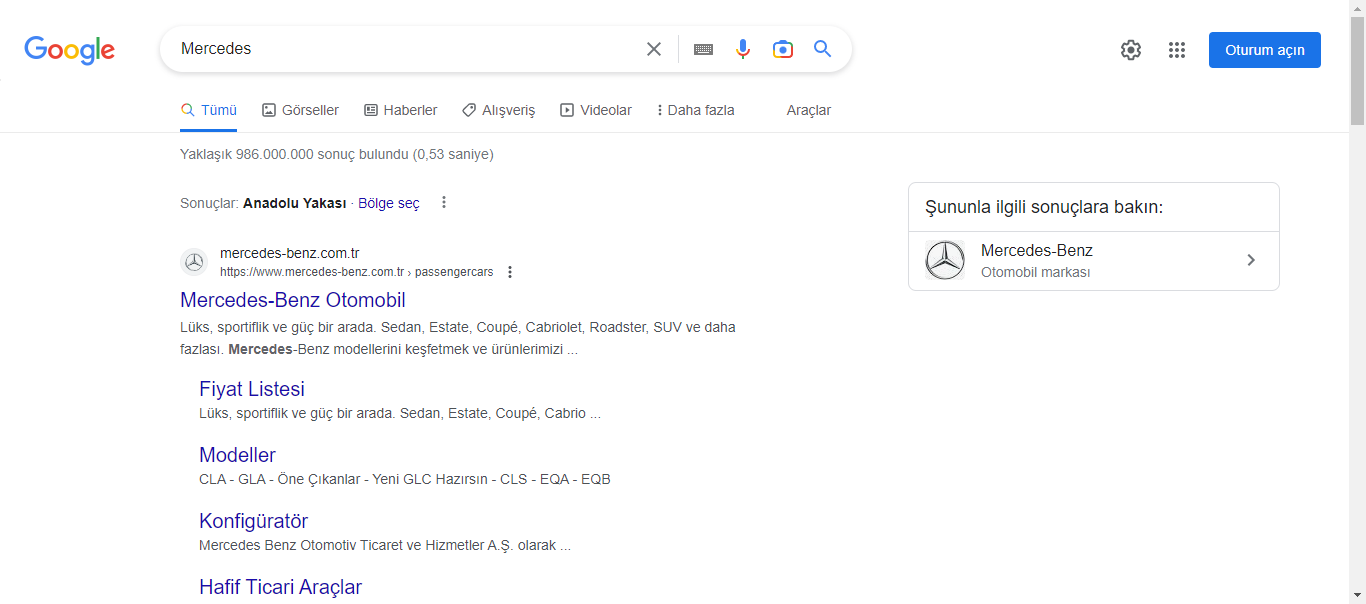 Google
Mercedes
Oturum açın
Tümü
Görseller
Haberler
Alışveriş
Videolar
Daha fazla
Araçlar
Yaklaşık 986.000.000 sonuç bulundu (0,53 saniye)
Sonuçlar: Anadolu Yakası · Bölge seç
mercedes-benz.com.tr
https://www.mercedes-benz.com.tr › passengercars
Mercedes-Benz Otomobil
Lüks, sportiflik ve güç bir arada. Sedan, Estate, Coupé, Cabriolet, Roadster, SUV ve daha
fazlası. Mercedes-Benz modellerini keşfetmek ve ürünlerimizi ...
Fiyat Listesi
Lüks, sportiflik ve güç bir arada. Sedan, Estate, Coupé, Cabrio ...
Modeller
CLA - GLA - Öne Çıkanlar - Yeni GLC Hazırsın - CLS - EQA - EQB
Konfigüratör
Mercedes Benz Otomotiv Ticaret ve Hizmetler A.Ş. olarak ...
Hafif Ticari Araçlar
Şununla ilgili sonuçlara bakın:
Mercedes-Benz
Otomobil markası